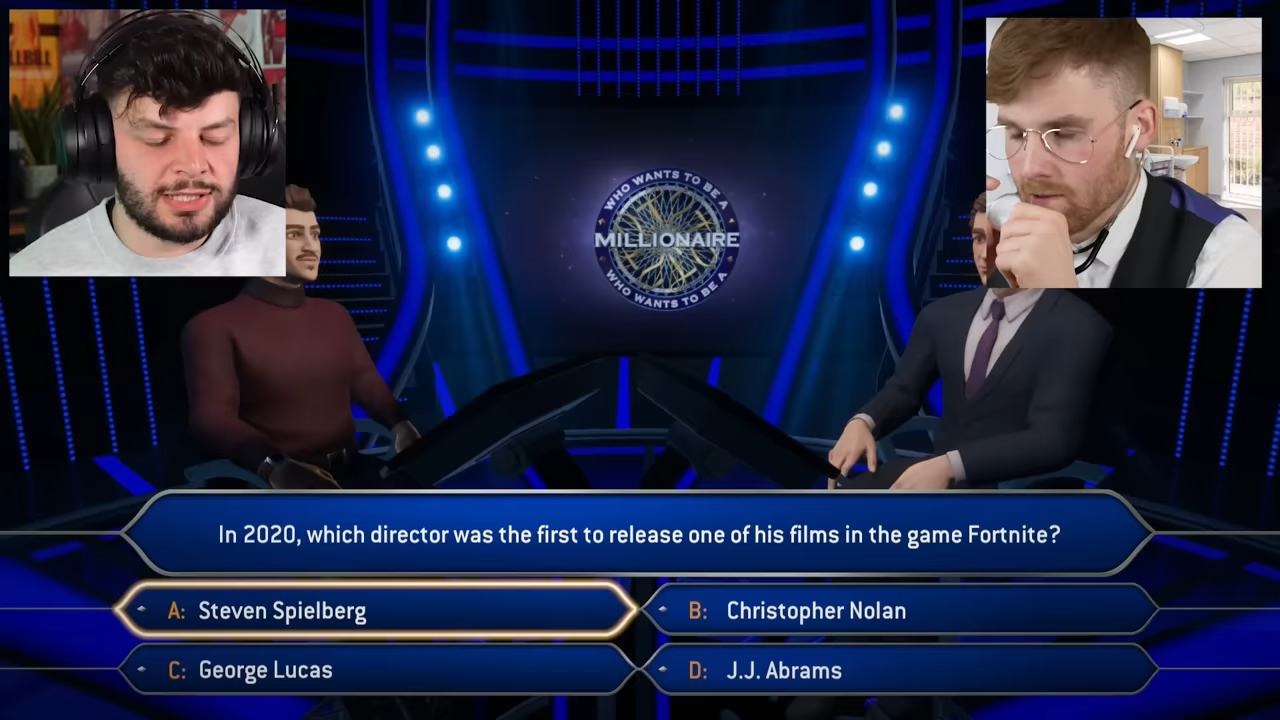 LBILL
WHO WANTS TO BE A
MILLIONAIRE
WHO WANTS TO BE A
In 2020, which director was the first to release one of his films in the game Fortnite?
A: Steven Spielberg
B: Christopher Nolan
C: George Lucas
D: J.J. Abrams